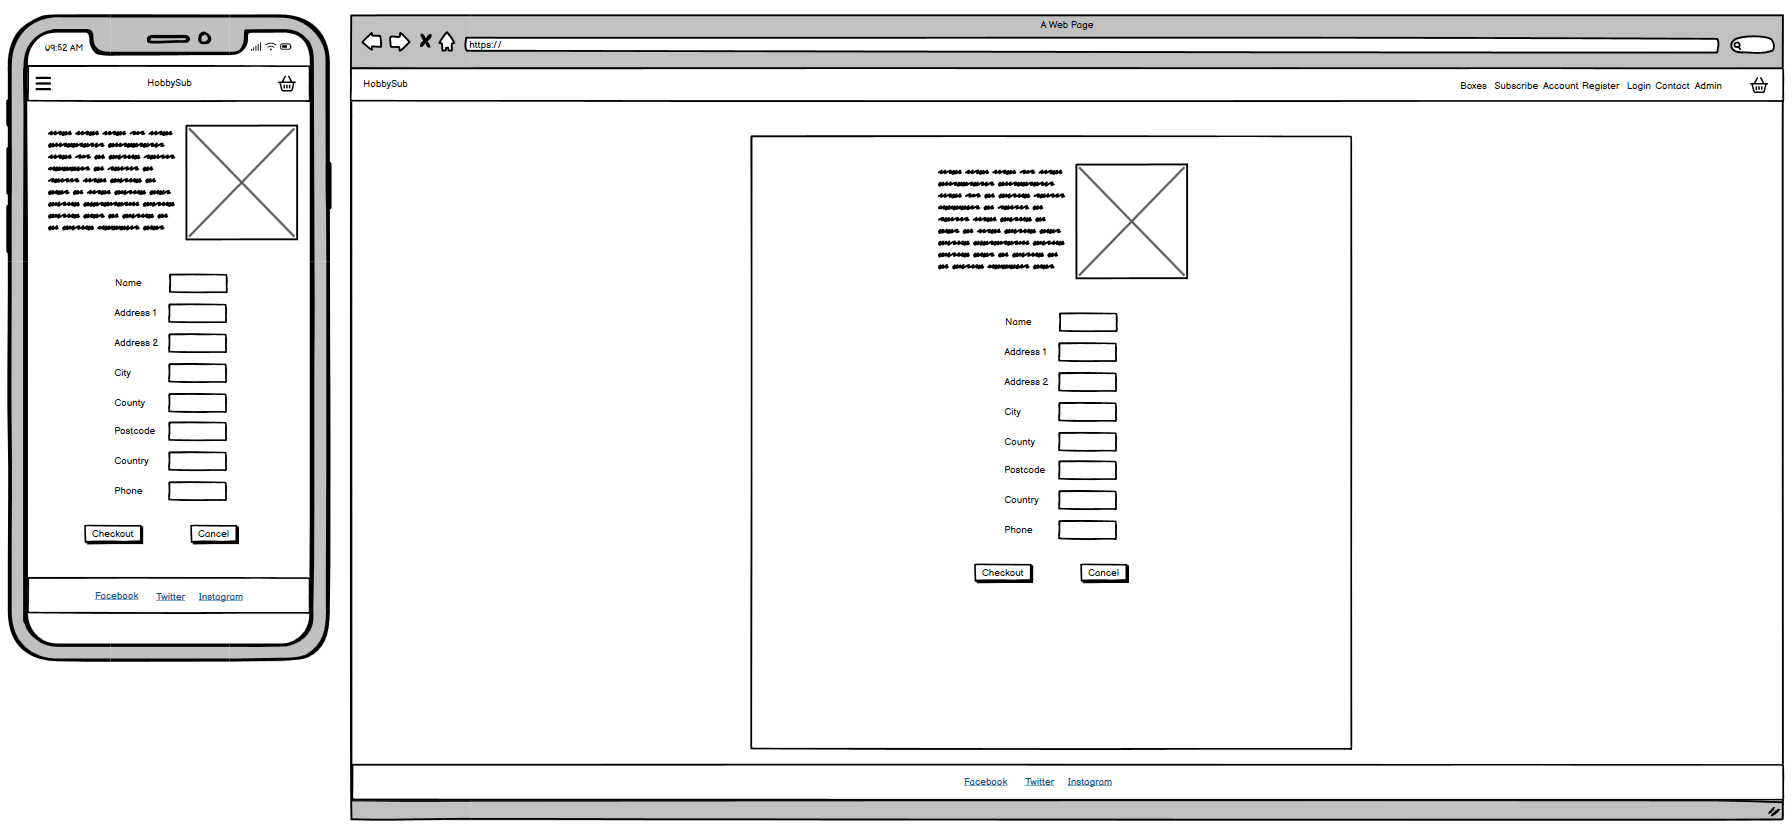 09:52 AM
HobbySub
Name
Address 1
Address 2
City
County
Postcode
Country
Phone
Checkout Cancel
Facebook Twitter Instagram
A Web Page
https://
HobbySub Boxes Subscribe Account Register Login Contact Admin
Name
Address 1
Address 2
City
County
Postcode
Country
Phone
Checkout Cancel
Facebook Twitter Instagram